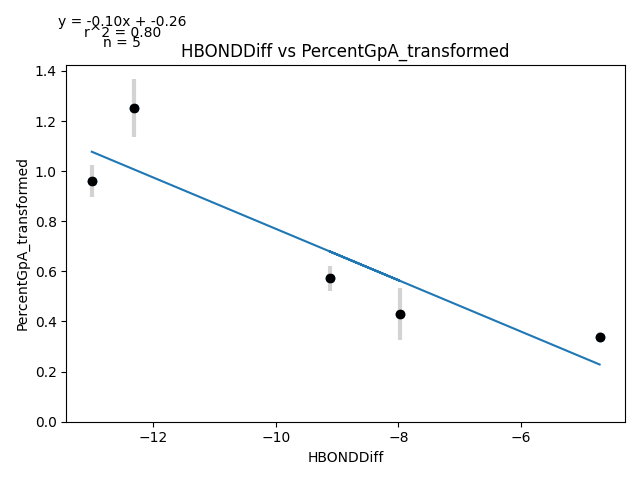 y = -0.10x + -0.26
r^2 = 0.80
n = 5
HBONDDiff vs PercentGpA_transformed
1.4
1.2
1.0
0.8
0.6
0.4
0.2
0.0
PercentGpA_transformed
−12
−10
−8
−6
HBONDDiff